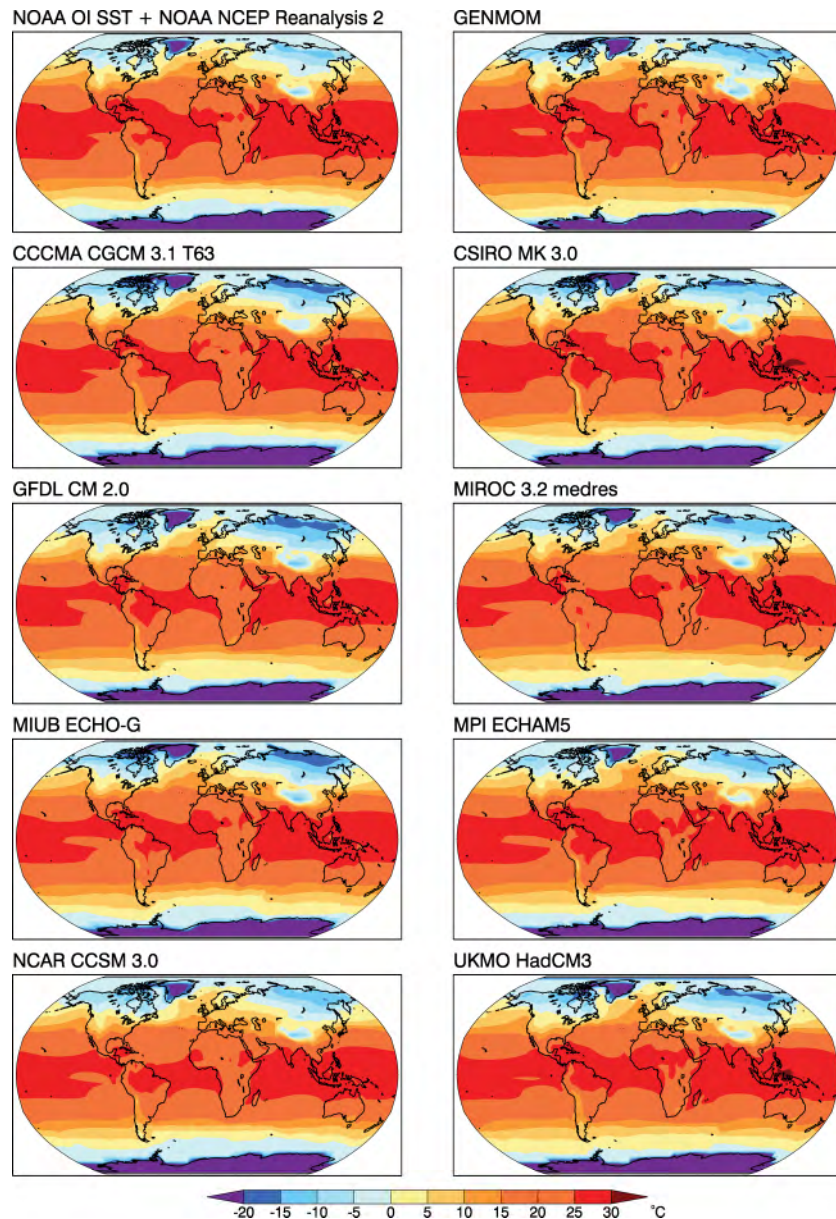 NOAA OI SST + NOAA NCEP Reanalysis 2
GENMOM
CCCMA CGCM 3.1 T63
CSIRO MK 3.0
GFDL CM 2.0
MIROC 3.2 medres
MIUB ECHO-G
MPI ECHAM5
NCAR CCSM 3.0
UKMO HadCM3
-20 -15 -10 -5 0 5 10 15 20 25 30 °C